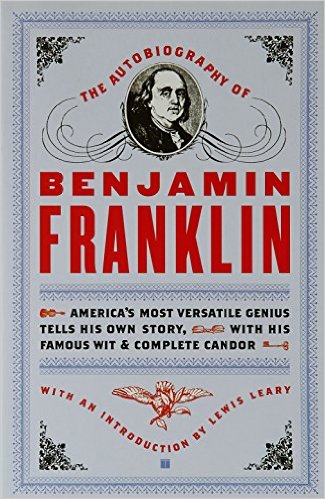 THE AUTOBIOGRAPHY OF
BENJAMIN
FRANKLIN
AMERICA'S MOST VERSATILE GENIUS
TELLS HIS OWN STORY, WITH HIS
FAMOUS WIT & COMPLETE CANDOR
WITH AN INTRODUCTION BY LEWIS LEARY